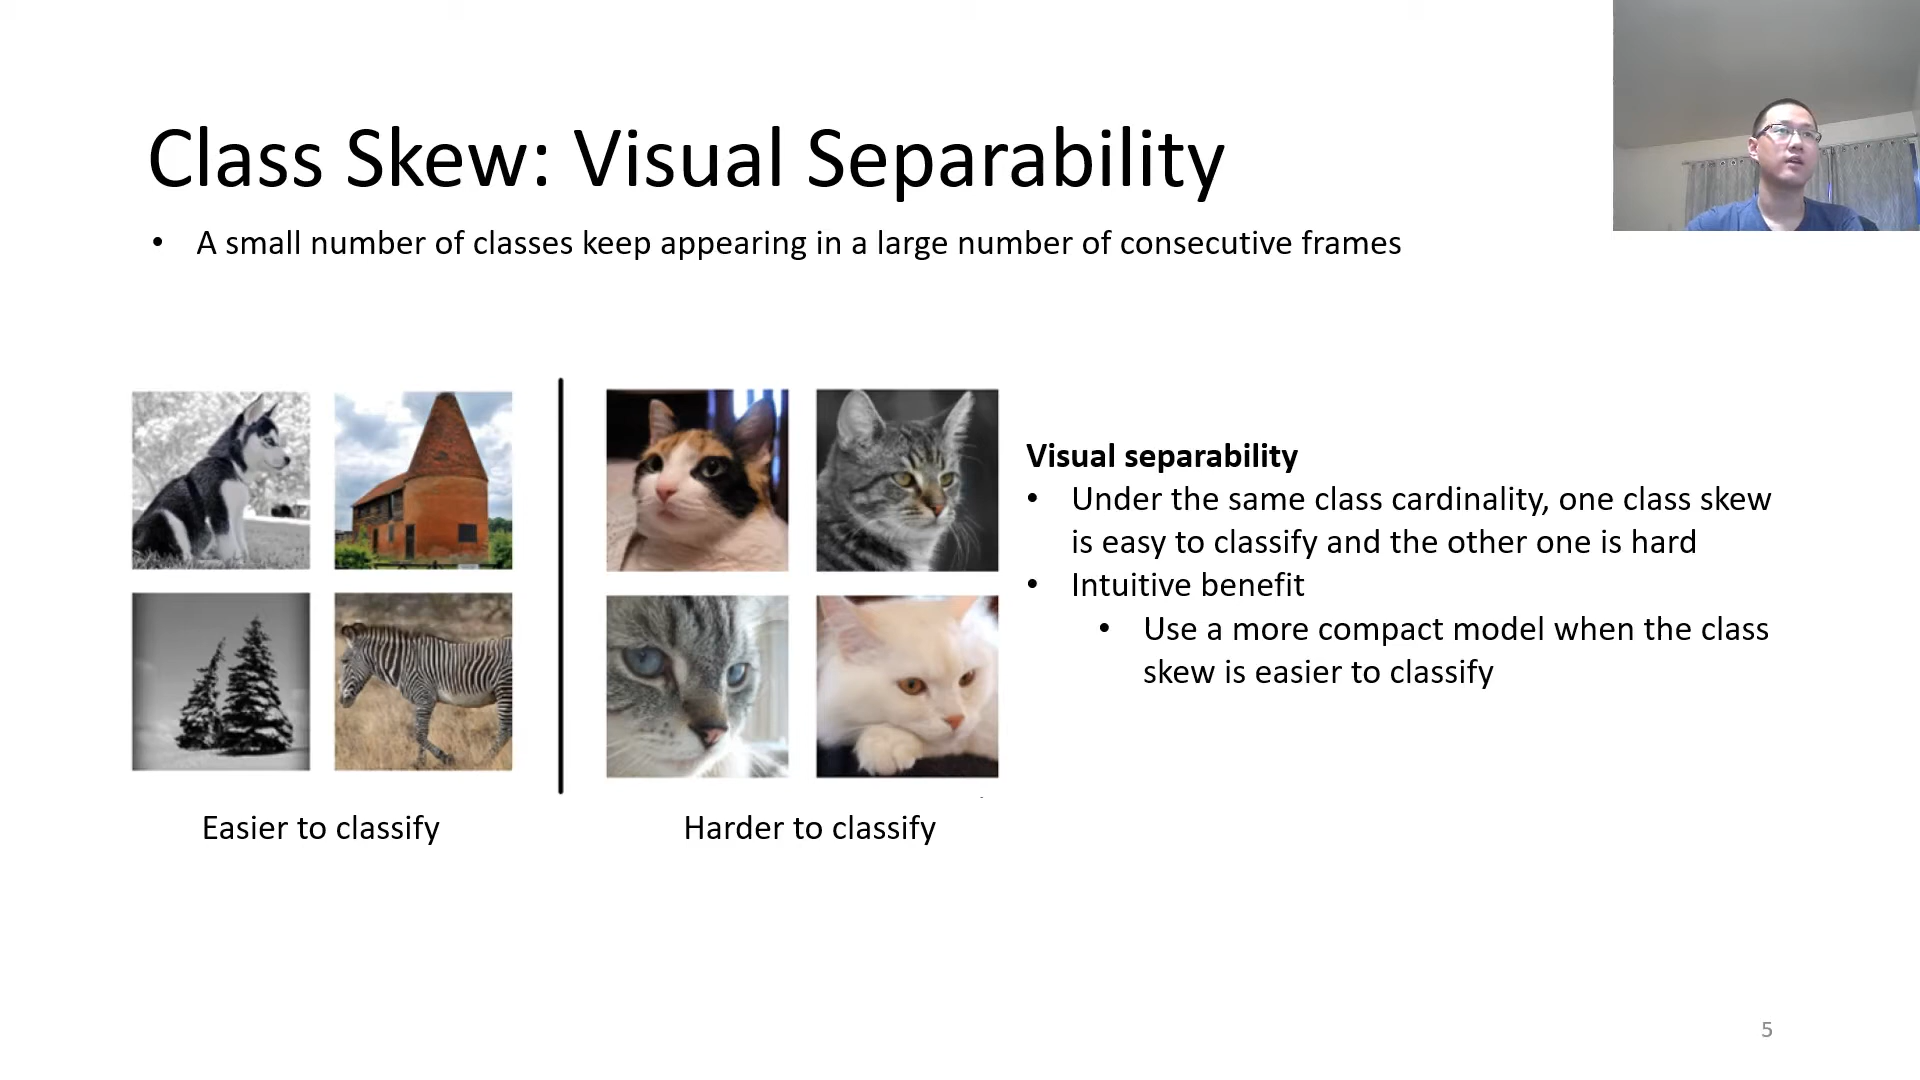 Class Skew: Visual Separability
• A small number of classes keep appearing in a large number of consecutive frames
Easier to classify
Harder to classify
Visual separability
• Under the same class cardinality, one class skew
is easy to classify and the other one is hard
• Intuitive benefit
• Use a more compact model when the class
skew is easier to classify
5